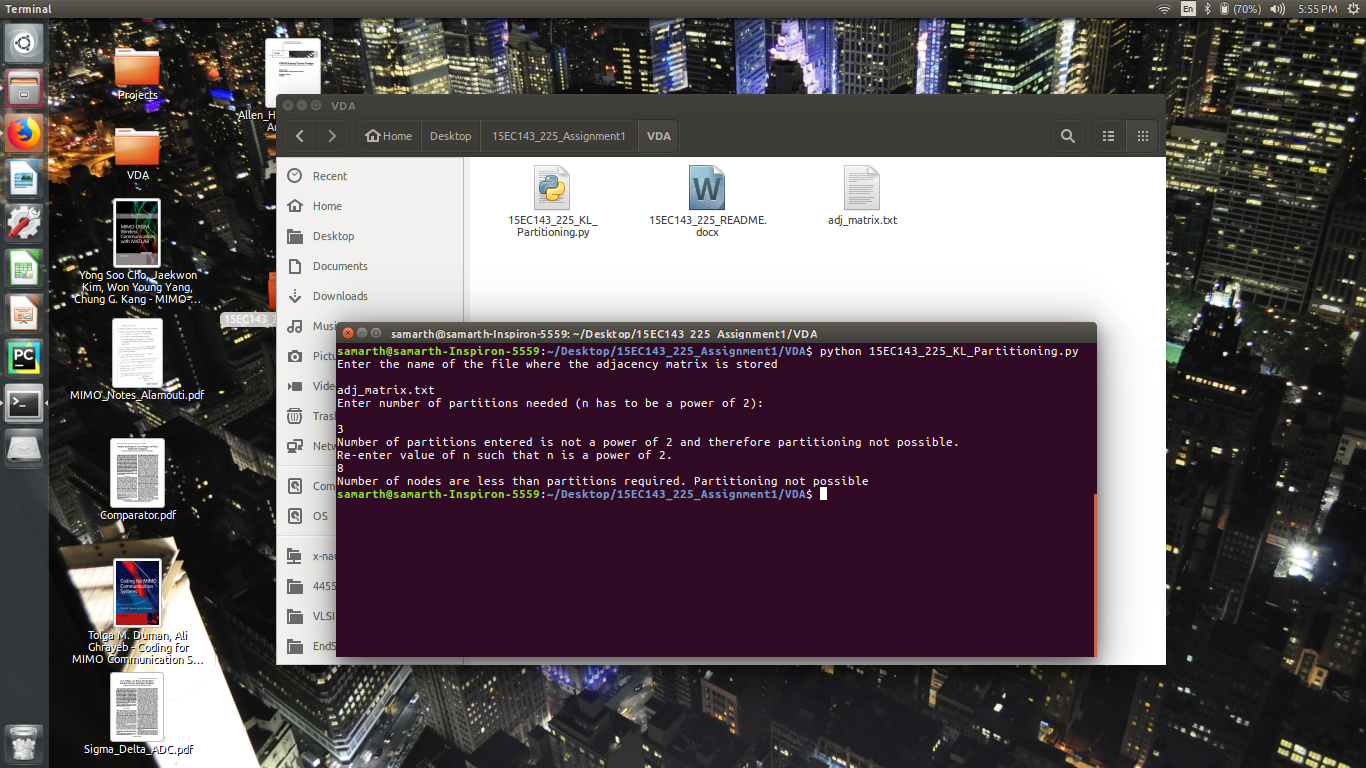 Terminal
En
(70%)
5:55 PM
Projects
VDA
Yong Soo Cho, Jaekwon
Kim, Won Young Yang,
Chung G. Kang - MIMO-...
MIMO_Notes_Alamouti.pdf
Comparator.pdf
Tolga M. Duman, Ali
Ghrayeb - Coding for
MIMO Communication S...
Sigma_Delta_ADC.pdf
Allen_H
VDA
Home
Desktop
15EC143_225_Assignment1
VDA
Recent
Home
Desktop
Documents
Downloads
Musi
Pictu
Vide
Trash
Netw
Com
OS
x-na
4455
VLSI
EndS
15EC143_225_KL_
Partitioning.py
15EC143_225_README.
docx
adj_matrix.txt
samarth@samarth-Inspiron-5559: ~/Desktop/15EC143_225_Assignment1/VDA
samarth@samarth-Inspiron-5559:~/Desktop/15EC143_225_Assignment1/VDA$ python 15EC143_225_KL_Partitioning.py
Enter the name of the file where the adjacency matrix is stored
adj_matrix.txt
Enter number of partitions needed (n has to be a power of 2):
3
Number of partitions entered is not a power of 2 and therefore partitioning not possible.
Re-enter value of n such that n is a power of 2.
8
Number of nodes are less than partitions required. Partitioning not possible
samarth@samarth-Inspiron-5559:~/Desktop/15EC143_225_Assignment1/VDA$